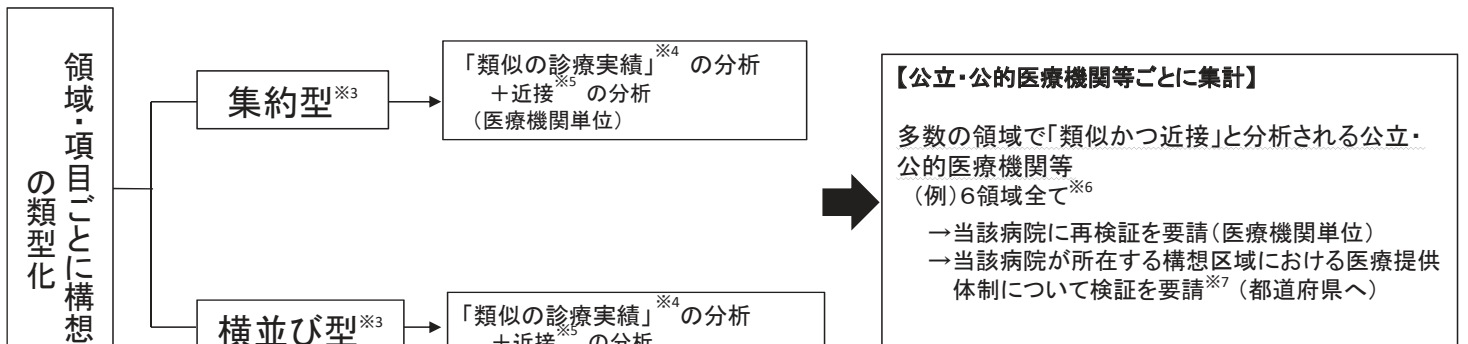 領域・項目ごとに構想
の類型化
集約型※3
「類似の診療実績」※4 の分析
＋近接※5 の分析
（医療機関単位）
横並び型※3
「類似の診療実績」※4の分析
＋近接※5 の分析
【公立・公的医療機関等ごとに集計】
多数の領域で「類似かつ近接」と分析される公立・
公的医療機関等
（例）６領域全て※6
→当該病院に再検証を要請（医療機関単位）
→当該病院が所在する構想区域における医療提供
体制について検証を要請※7（都道府県へ）